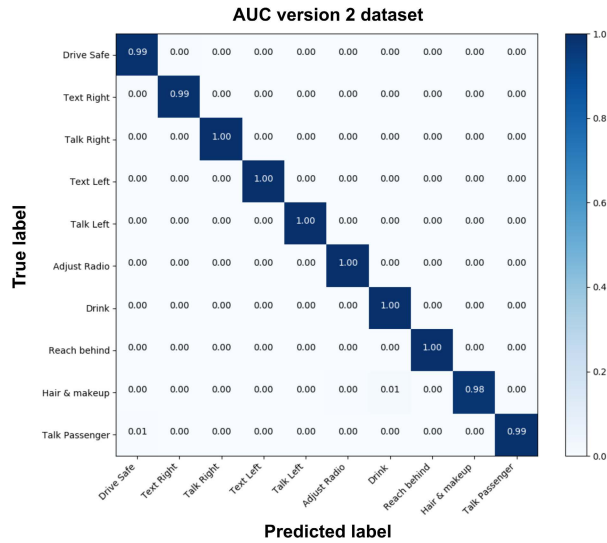 AUC version 2 dataset
True label
Drive Safe 0.99 0.00 0.00 0.00 0.00 0.00 0.00 0.00 0.00 0.00
Text Right 0.00 0.99 0.00 0.00 0.00 0.00 0.00 0.00 0.00 0.00
Talk Right 0.00 0.00 1.00 0.00 0.00 0.00 0.00 0.00 0.00 0.00
Text Left 0.00 0.00 0.00 1.00 0.00 0.00 0.00 0.00 0.00 0.00
Talk Left 0.00 0.00 0.00 0.00 1.00 0.00 0.00 0.00 0.00 0.00
Adjust Radio 0.00 0.00 0.00 0.00 0.00 1.00 0.00 0.00 0.00 0.00
Drink 0.00 0.00 0.00 0.00 0.00 0.00 1.00 0.00 0.00 0.00
Reach behind 0.00 0.00 0.00 0.00 0.00 0.00 0.00 1.00 0.00 0.00
Hair & makeup 0.00 0.00 0.00 0.00 0.00 0.00 0.01 0.00 0.98 0.00
Talk Passenger 0.01 0.00 0.00 0.00 0.00 0.00 0.00 0.00 0.00 0.99
Drive Safe Text Right Talk Right Text Left Talk Left Adjust Radio Drink Reach behind Hair & makeup Talk Passenger
Predicted label
1.0
0.8
0.6
0.4
0.2
0.0